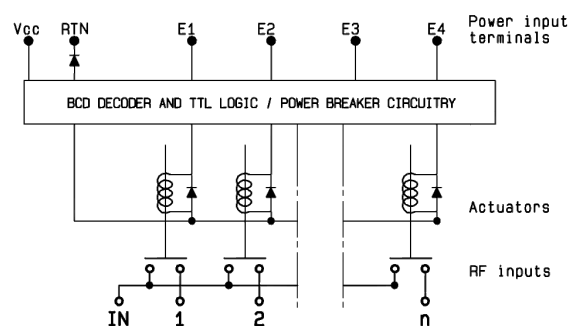 Vcc RTN E1 E2 E3 E4 Power input
terminals
BCD DECODER AND TTL LOGIC / POWER BREAKER CIRCUITRY
Actuators
RF inputs
IN 1 2 n